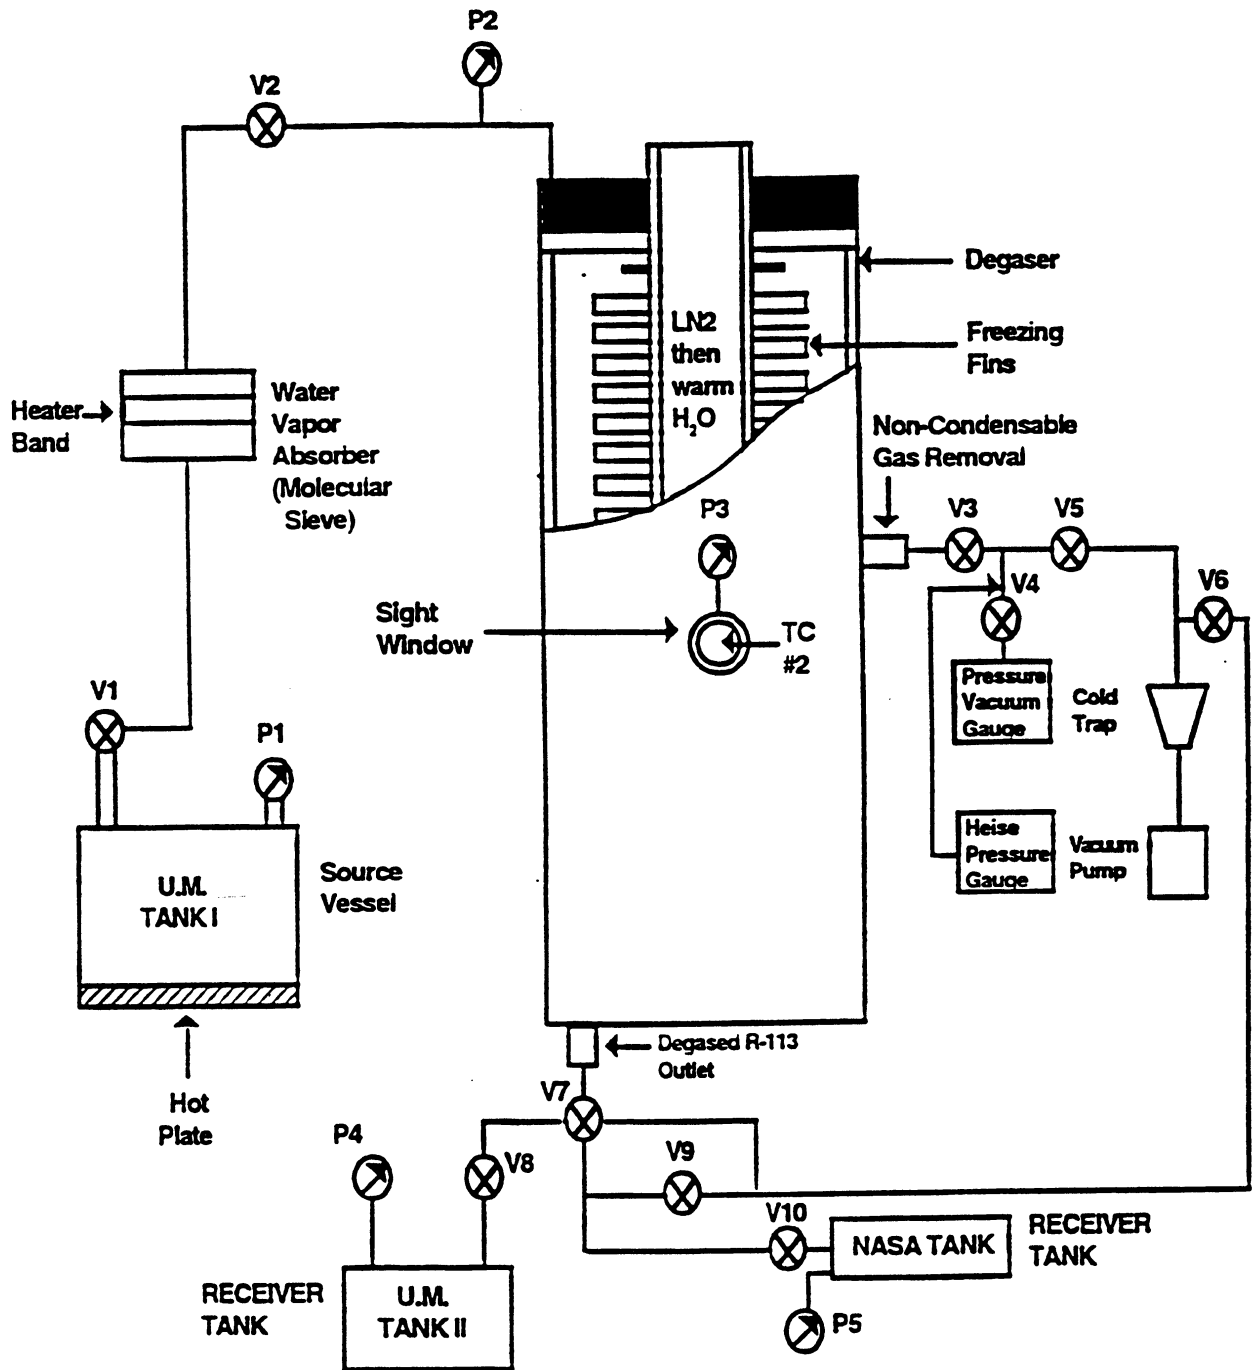 P2
V2
Degaser
LN2
then
warm
H₂O
Freezing
Fins
Heater
Band
Water
Vapor
Absorber
(Molecular
Sieve)
Non-Condensable
Gas Removal
P3
V3
V5
V4
V6
Sight
Window
TC
#2
Pressure
Vacuum
Gauge
Cold
Trap
V1
P1
Heise
Pressure
Gauge
Vacuum
Pump
U.M.
TANK I
Source
Vessel
Degased R-113
Outlet
Hot
Plate
V7
P4
V8
V9
V10
NASA TANK
RECEIVER
TANK
RECEIVER
TANK
U.M.
TANK II
P5